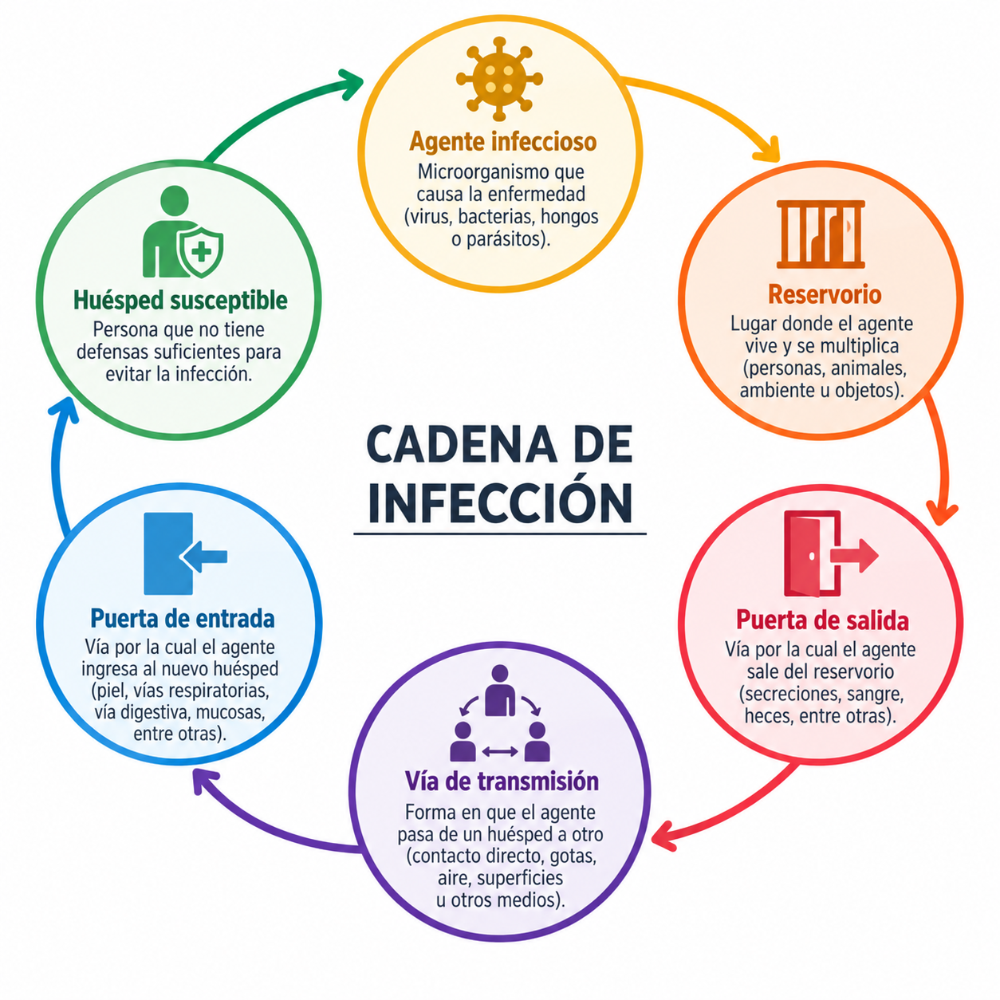 Agente infeccioso
Microorganismo que
causa la enfermedad
(virus, bacterias, hongos
o parásitos).
Reservorio
Lugar donde el agente
vive y se multiplica
(personas, animales,
ambiente u objetos).
Puerta de salida
Vía por la cual el agente
sale del reservorio
(secreciones, sangre,
heces, entre otras).
Vía de transmisión
Forma en que el agente
pasa de un huésped a otro
(contacto directo, gotas,
aire, superficies
u otros medios).
Puerta de entrada
Vía por la cual el agente
ingresa al nuevo huésped
(piel, vías respiratorias,
vía digestiva, mucosas,
entre otras).
Huésped susceptible
Persona que no tiene
defensas suficientes para
evitar la infección.
CADENA DE
INFECCIÓN